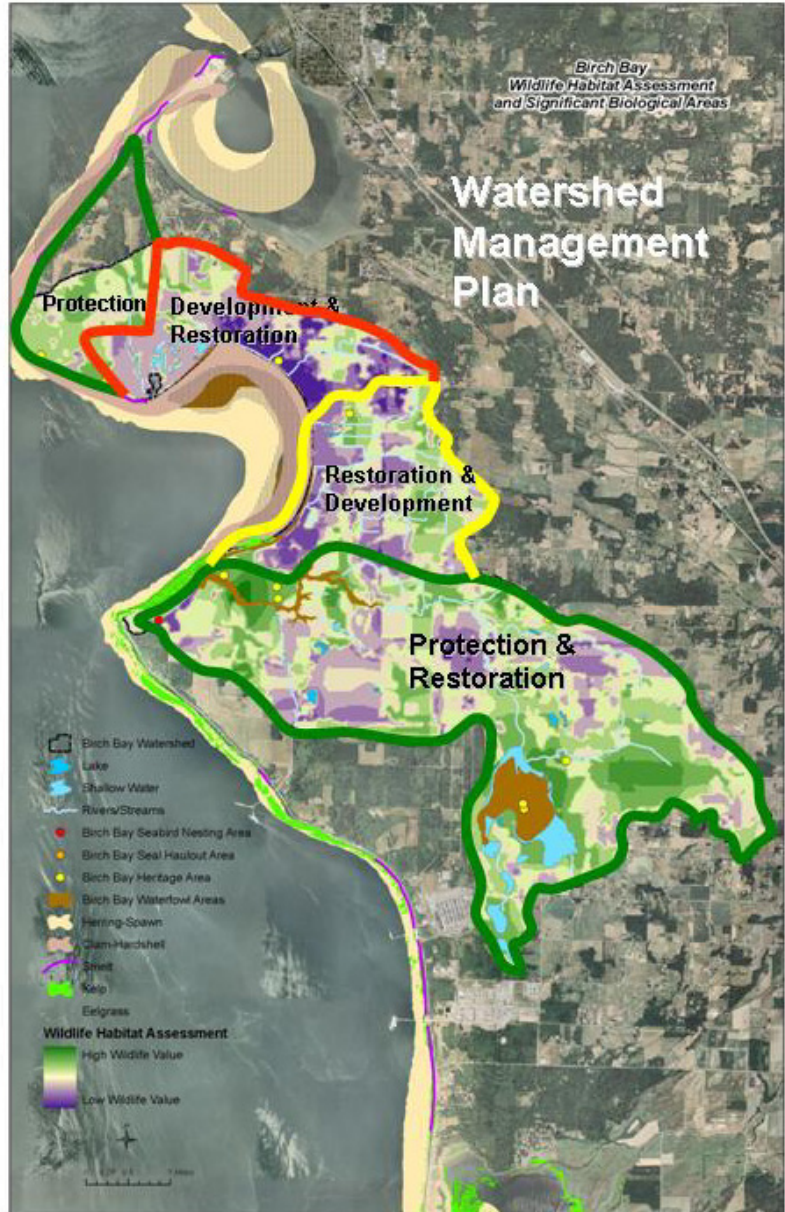 Birch Bay
Wildlife Habitat Assessment
and Significant Biological Areas
Watershed
Management
Plan
Protection
Development &
Restoration
Restoration &
Development
Protection &
Restoration
Birch Bay Watershed
Lake
Shallow Water
Rivers/Streams
Birch Bay Seabird Nesting Area
Birch Bay Seal Haulout Area
Birch Bay Heritage Area
Birch Bay Waterfowl Areas
Herring-Spawn
Clam-Hardshell
Smelt
Kelp
Eelgrass
Wildlife Habitat Assessment
High Wildlife Value
Low Wildlife Value